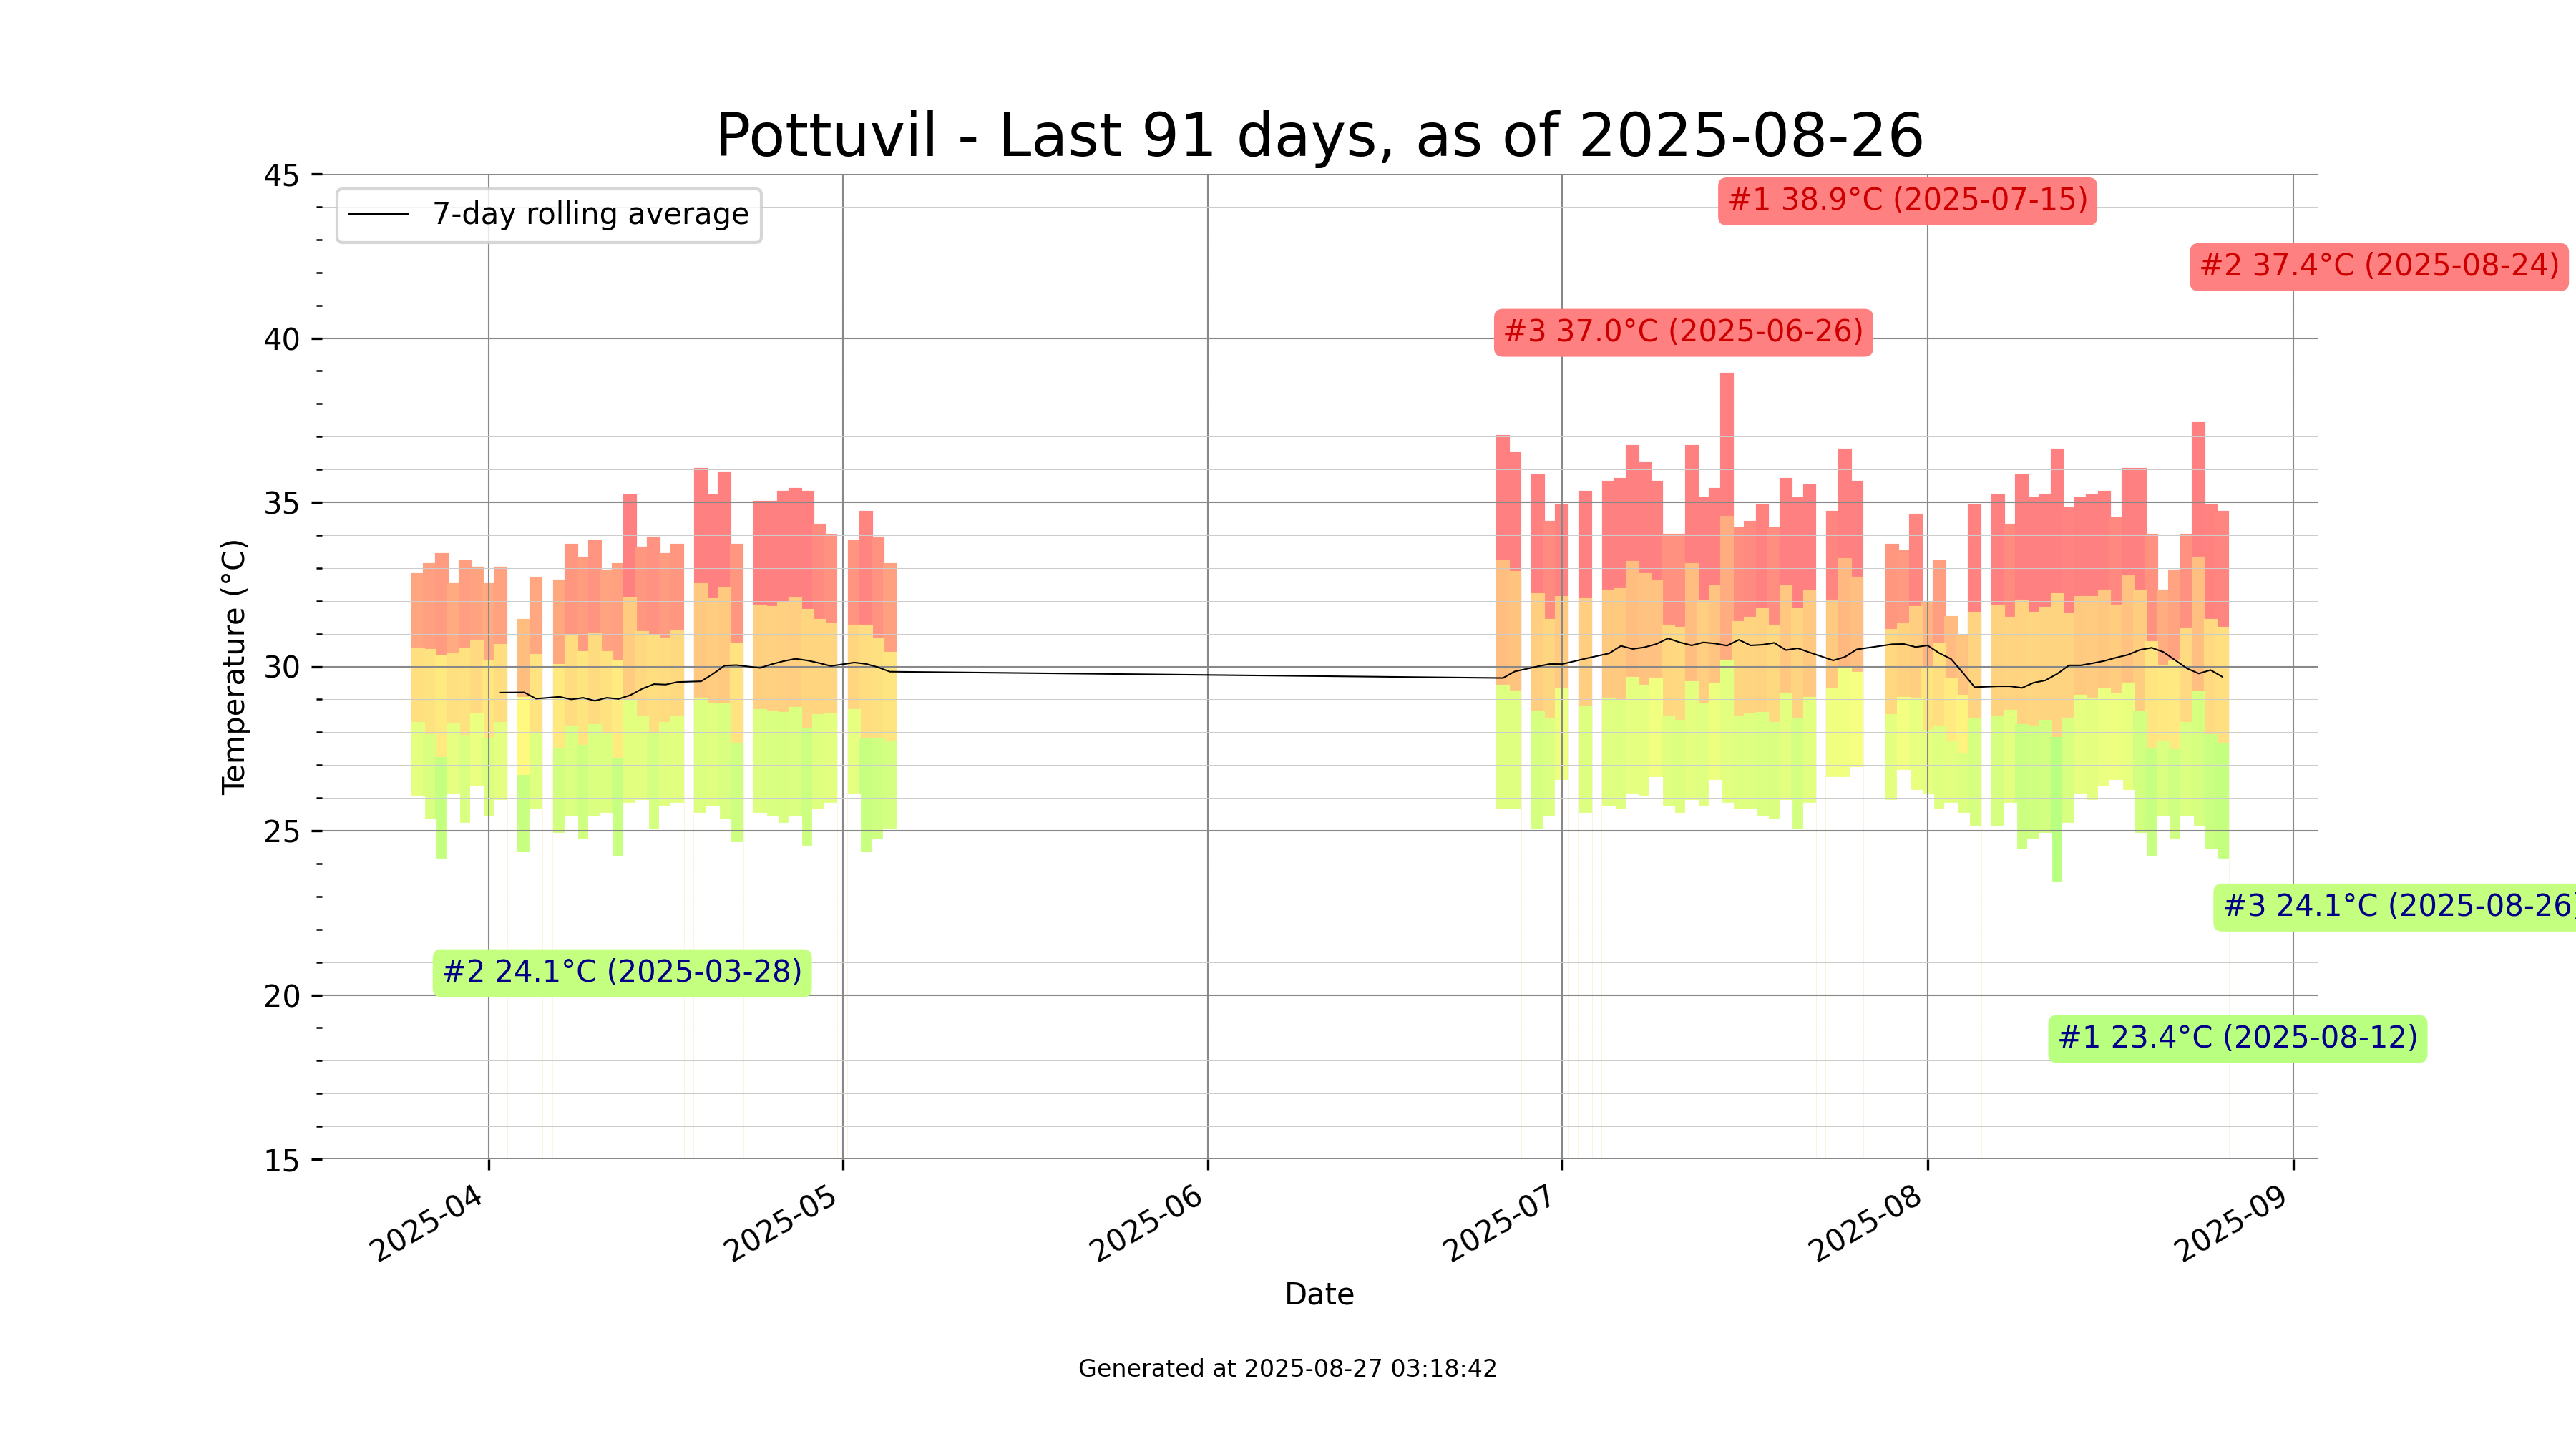 Pottuvil - Last 91 days, as of 2025-08-26
45
7-day rolling average
#1 38.9°C (2025-07-15)
#2 37.4°C (2025-08-24)
#3 37.0°C (2025-06-26)
40
35
30
25
20
15
Temperature (°C)
#3 24.1°C (2025-08-26)
#2 24.1°C (2025-03-28)
#1 23.4°C (2025-08-12)
2025-04
2025-05
2025-06
2025-07
2025-08
2025-09
Date
Generated at 2025-08-27 03:18:42